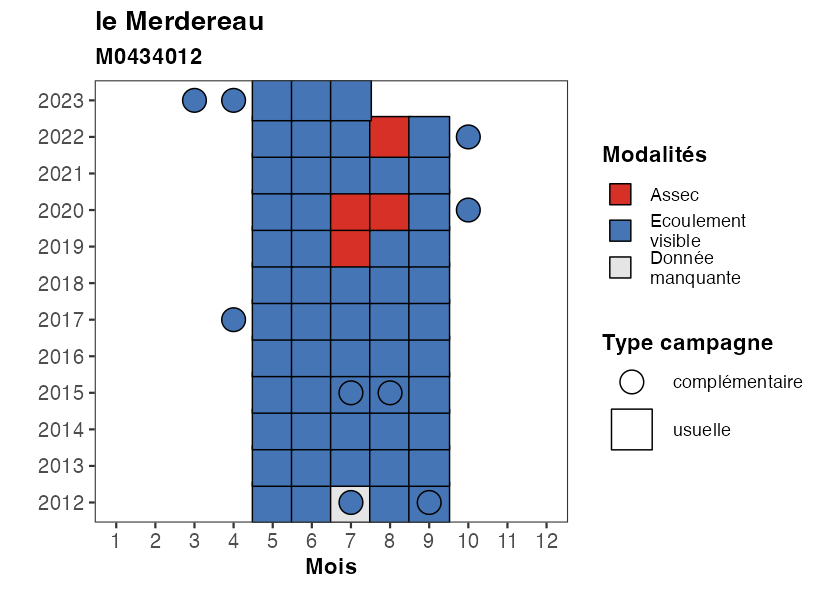 le Merdereau
M0434012
2023
2022
2021
2020
2019
2018
2017
2016
2015
2014
2013
2012
1 2 3 4 5 6 7 8 9 10 11 12
Mois
Modalités
Assec
Ecoulement
visible
Donnée
manquante
Type campagne
complémentaire
usuelle